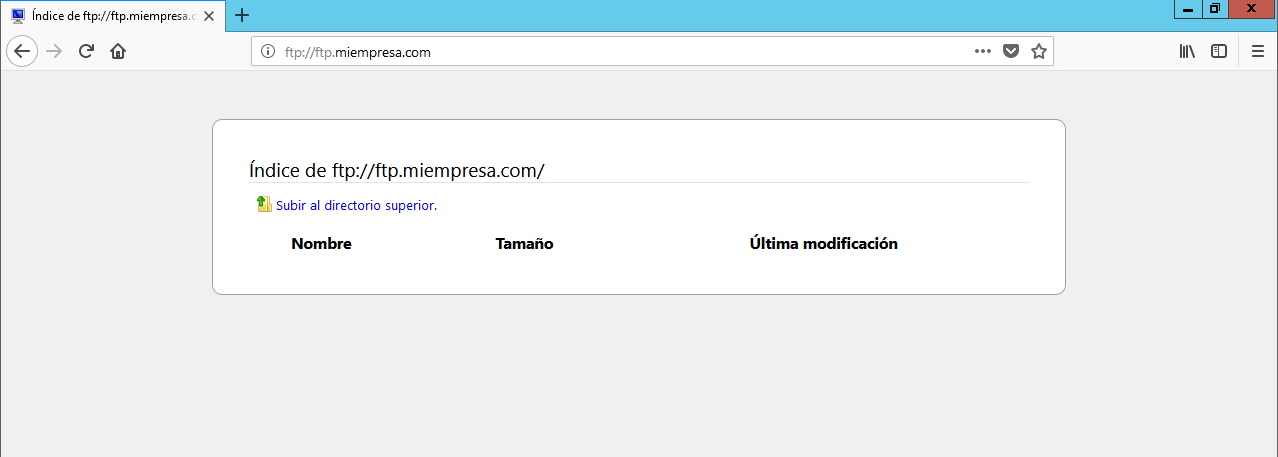 Índice de ftp://ftp.miempresa.c
ftp://ftp.miempresa.com
Índice de ftp://ftp.miempresa.com/
Subir al directorio superior.
Nombre Tamaño Última modificación